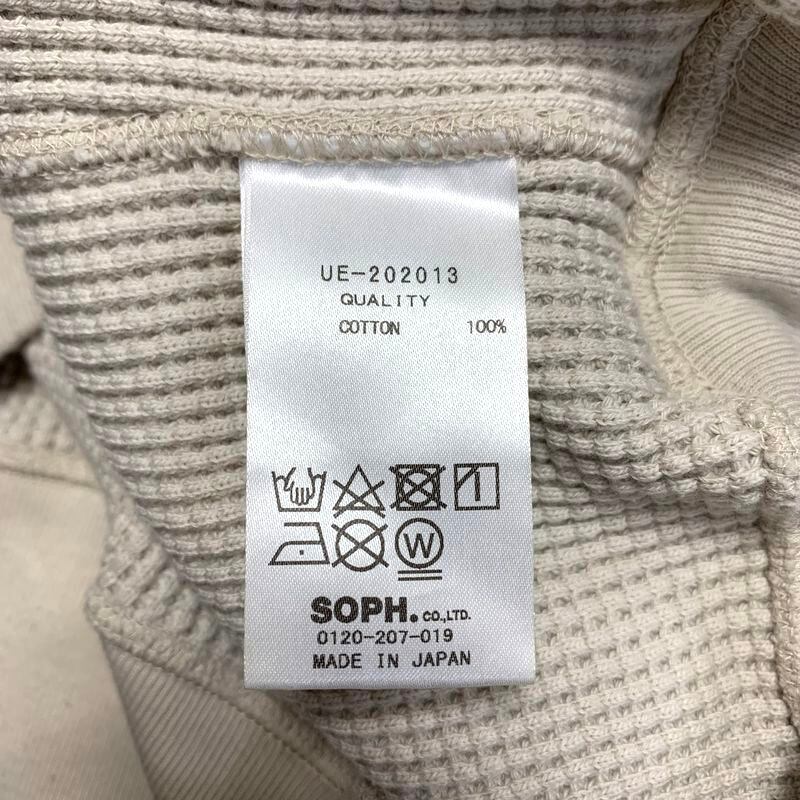 UE-202013
QUALITY
COTTON 100%
W
SOPH. CO.,LTD.
0120-207-019
MADE IN JAPAN